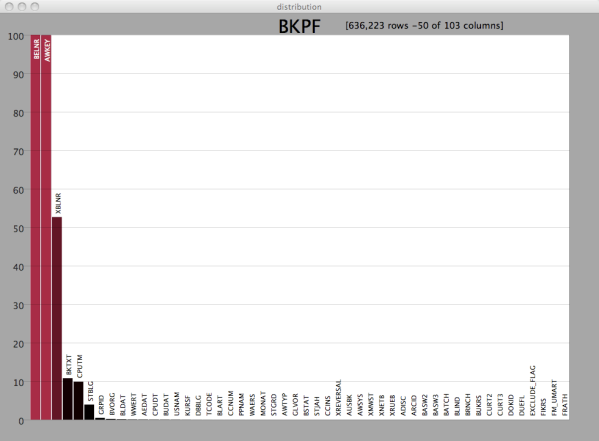 distribution
BKPF [636,223 rows -50 of 103 columns]
100
90
80
70
60
50
40
30
20
10
0
BELNR
AWKEY
XBLNR
BKTXT
CPUTM
STBLG
GRPID
BVORG
BLDAT
WWERT
AEDAT
CPUDT
BUDAT
USNAM
KURSF
DBBLG
TCODE
BLART
CCNUM
PPNAM
WAERS
MONAT
STGRD
AWTYP
GLVOR
BSTAT
STJAH
CCINS
XREVERSAL
AUSBK
AWSYS
XMWST
XNETB
XRUEB
ADISC
ARCID
BASW2
BASW3
BATCH
BLIND
BRNCH
BUKRS
CURT2
CURT3
DOKID
DUEFL
EXCLUDE_FLAG
FIKRS
FM_UMART
FRATH